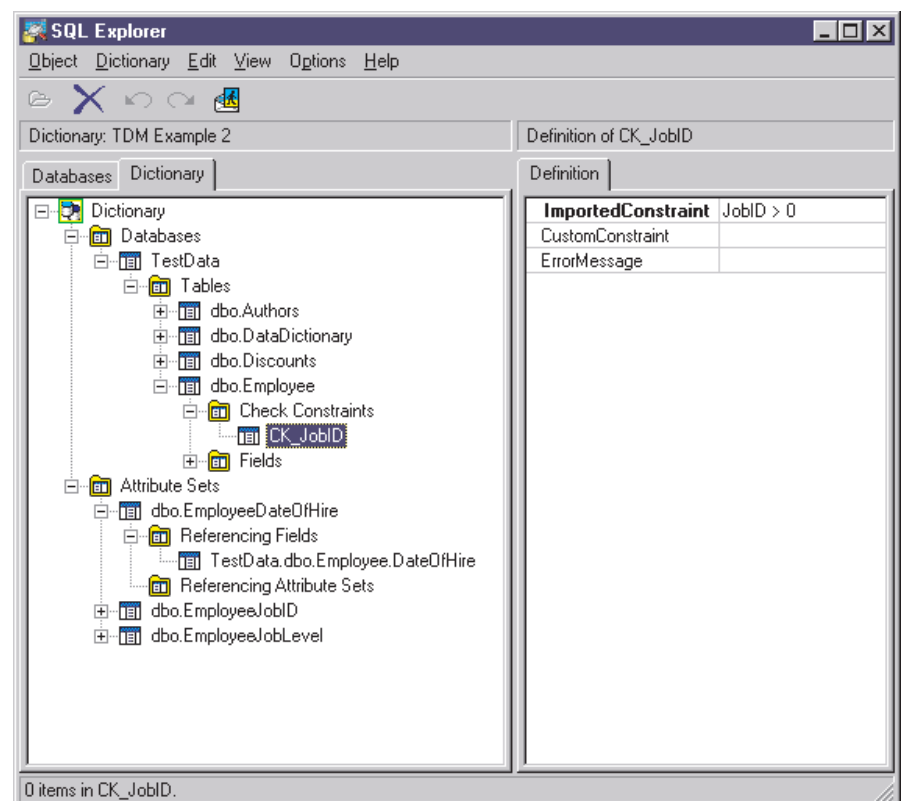 SQL Explorer
Object Dictionary Edit View Options Help
Dictionary: TDM Example 2
Definition of CK_JobID
Databases Dictionary
Definition
Dictionary
Databases
TestData
Tables
dbo.Authors
dbo.DataDictionary
dbo.Discounts
dbo.Employee
Check Constraints
CK_JobID
Fields
Attribute Sets
dbo.EmployeeDateOfHire
Referencing Fields
TestData.dbo.Employee.DateOfHire
Referencing Attribute Sets
dbo.EmployeeJobID
dbo.EmployeeJobLevel
ImportedConstraint JobID > 0
CustomConstraint
ErrorMessage
0 items in CK_JobID.